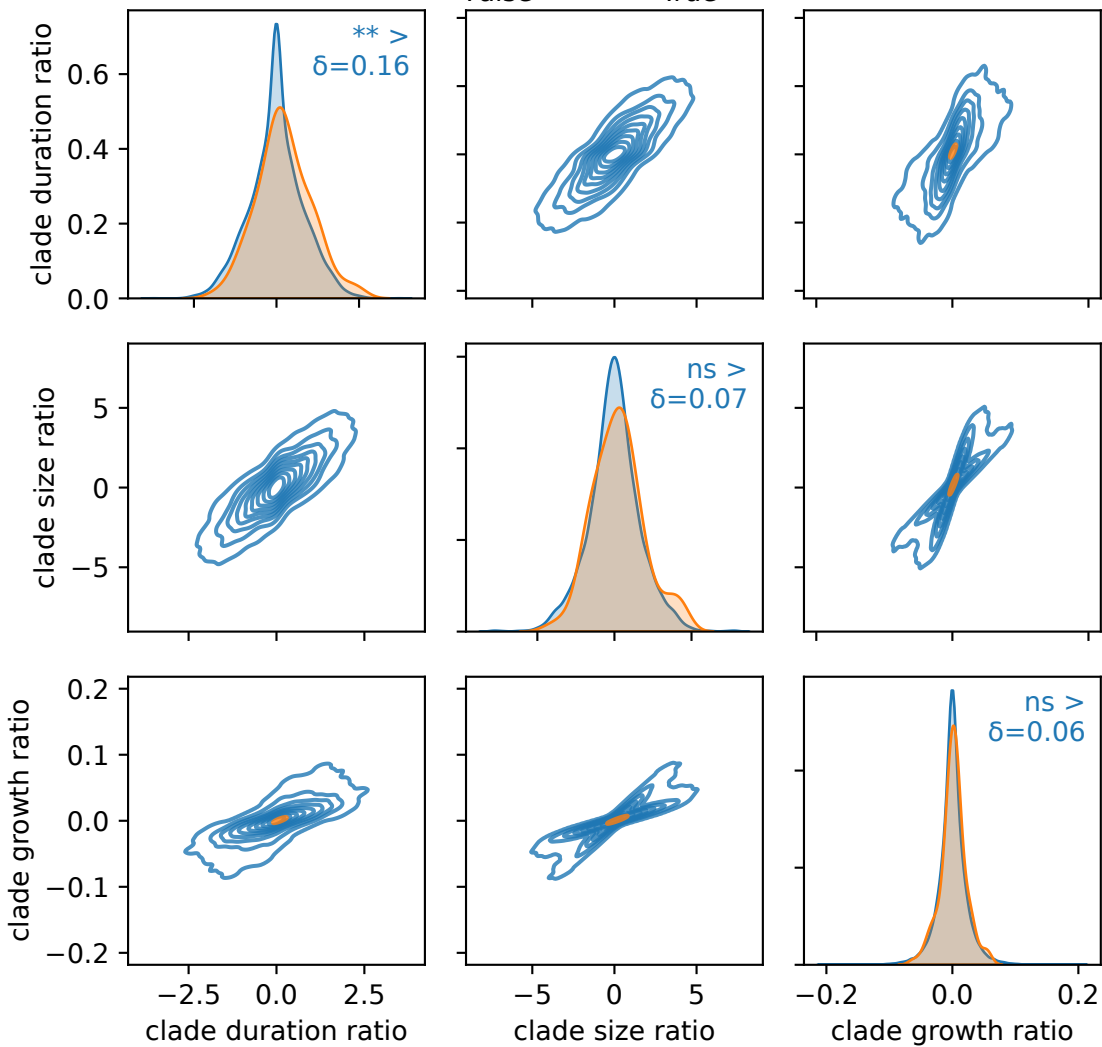 clade duration ratio
0.6
0.4
0.2
0.0
** >
δ=0.16
clade size ratio
5
0
−5
ns >
δ=0.07
clade growth ratio
0.2
0.1
0.0
−0.1
−0.2
ns >
δ=0.06
−2.5 0.0 2.5
−5 0 5
−0.2 0.0 0.2
clade duration ratio
clade size ratio
clade growth ratio